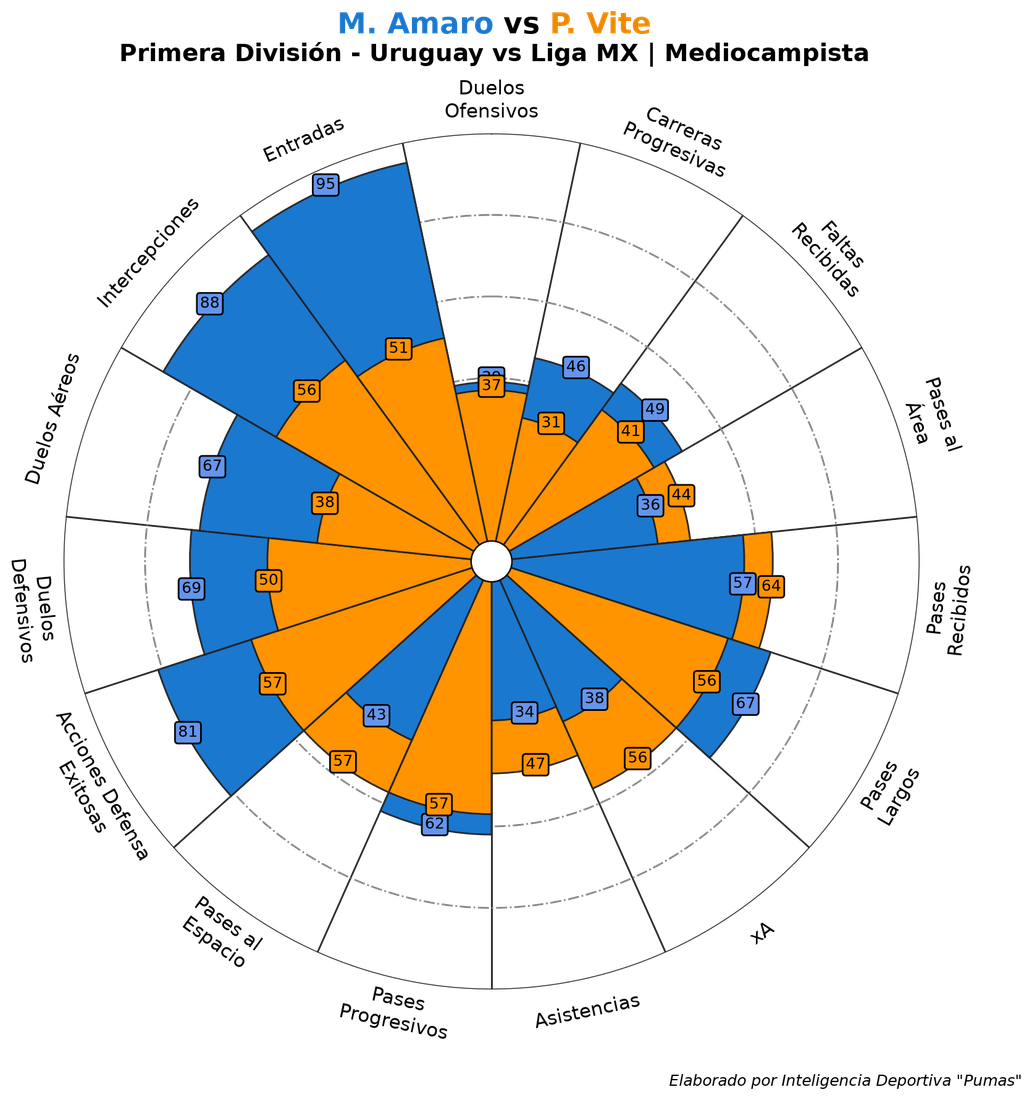 M. Amaro vs P. Vite
Primera División - Uruguay vs Liga MX | Mediocampista
Duelos
Ofensivos
37
Carreras
Progresivas
46
31
Faltas
Recibidas
49
41
Pases al
Área
36
44
Pases
Recibidos
57
64
Pases
Largos
56
67
xA
38
56
Asistencias
34
47
Pases
Progresivos
57
62
Pases al
Espacio
43
57
Acciones Defensa
Exitosas
57
81
Duelos
Defensivos
69
50
Duelos Aéreos
67
38
Intercepciones
88
56
Entradas
95
51
Elaborado por Inteligencia Deportiva "Pumas"